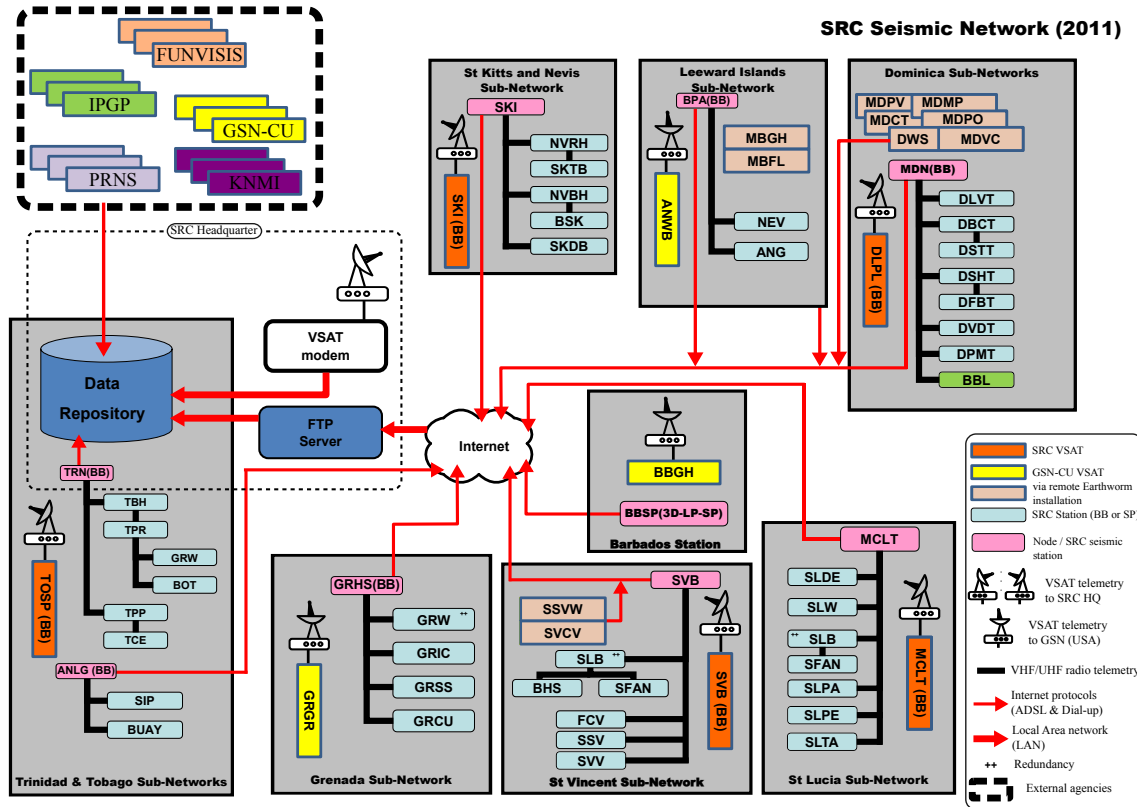 SRC Seismic Network (2011)
FUNVISIS
IPGP
GSN-CU
PRNS
KNMI
SRC Headquarter
VSAT
modem
Data
Repository
FTP
Server
Internet
TRN(BB)
TBH
TPR
GRW
BOT
TPP
TCE
TOSP (BB)
ANLG (BB)
SIP
BUAY
Trinidad & Tobago Sub-Networks
St Kitts and Nevis
Sub-Network
SKI
NVRH
SKTB
NVBH
BSK
SKDB
SKI (BB)
Leeward Islands
Sub-Network
BPA(BB)
MBGH
MBFL
ANWB
NEV
ANG
Dominica Sub-Networks
MDPV
MDMP
MDCT
MDPO
DWS
MDVC
MDN(BB)
DLPL (BB)
DLVT
DBCT
DSTT
DSHT
DFBT
DVDT
DPMT
BBL
BBGH
BBSP(3D-LP-SP)
Barbados Station
GRHS(BB)
GRW ++
GRIC
GRSS
GRCU
GRGR
Grenada Sub-Network
SVB
SSVW
SVCV
SLB ++
BHS
SFAN
FCV
SSV
SVV
SVB (BB)
St Vincent Sub-Network
MCLT
SLDE
SLW
++ SLB
SFAN
SLPA
SLPE
SLTA
MCLT (BB)
St Lucia Sub-Network
SRC VSAT
GSN-CU VSAT
via remote Earthworm
installation
SRC Station (BB or SP)
Node / SRC seismic
station
VSAT telemetry
to SRC HQ
VSAT telemetry
to GSN (USA)
VHF/UHF radio telemetry
Internet protocols
(ADSL & Dial-up)
Local Area network
(LAN)
++ Redundancy
External agencies